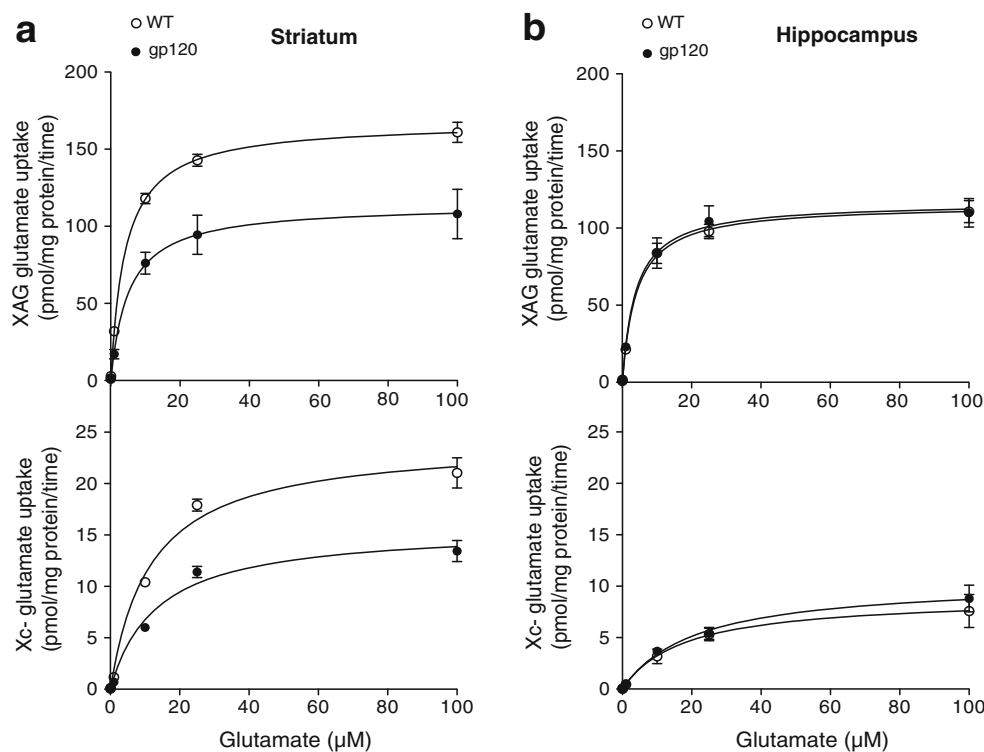 a
WT
gp120
Striatum
XAG glutamate uptake
(pmol/mg protein/time)
200
150
100
50
0
20 40 60 80 100
Xc- glutamate uptake
(pmol/mg protein/time)
25
20
15
10
5
0
0 20 40 60 80 100
Glutamate (µM)
b
WT
gp120
Hippocampus
XAG glutamate uptake
(pmol/mg protein/time)
200
150
100
50
0
20 40 60 80 100
Xc- glutamate uptake
(pmol/mg protein/time)
25
20
15
10
5
0
0 20 40 60 80 100
Glutamate (µM)